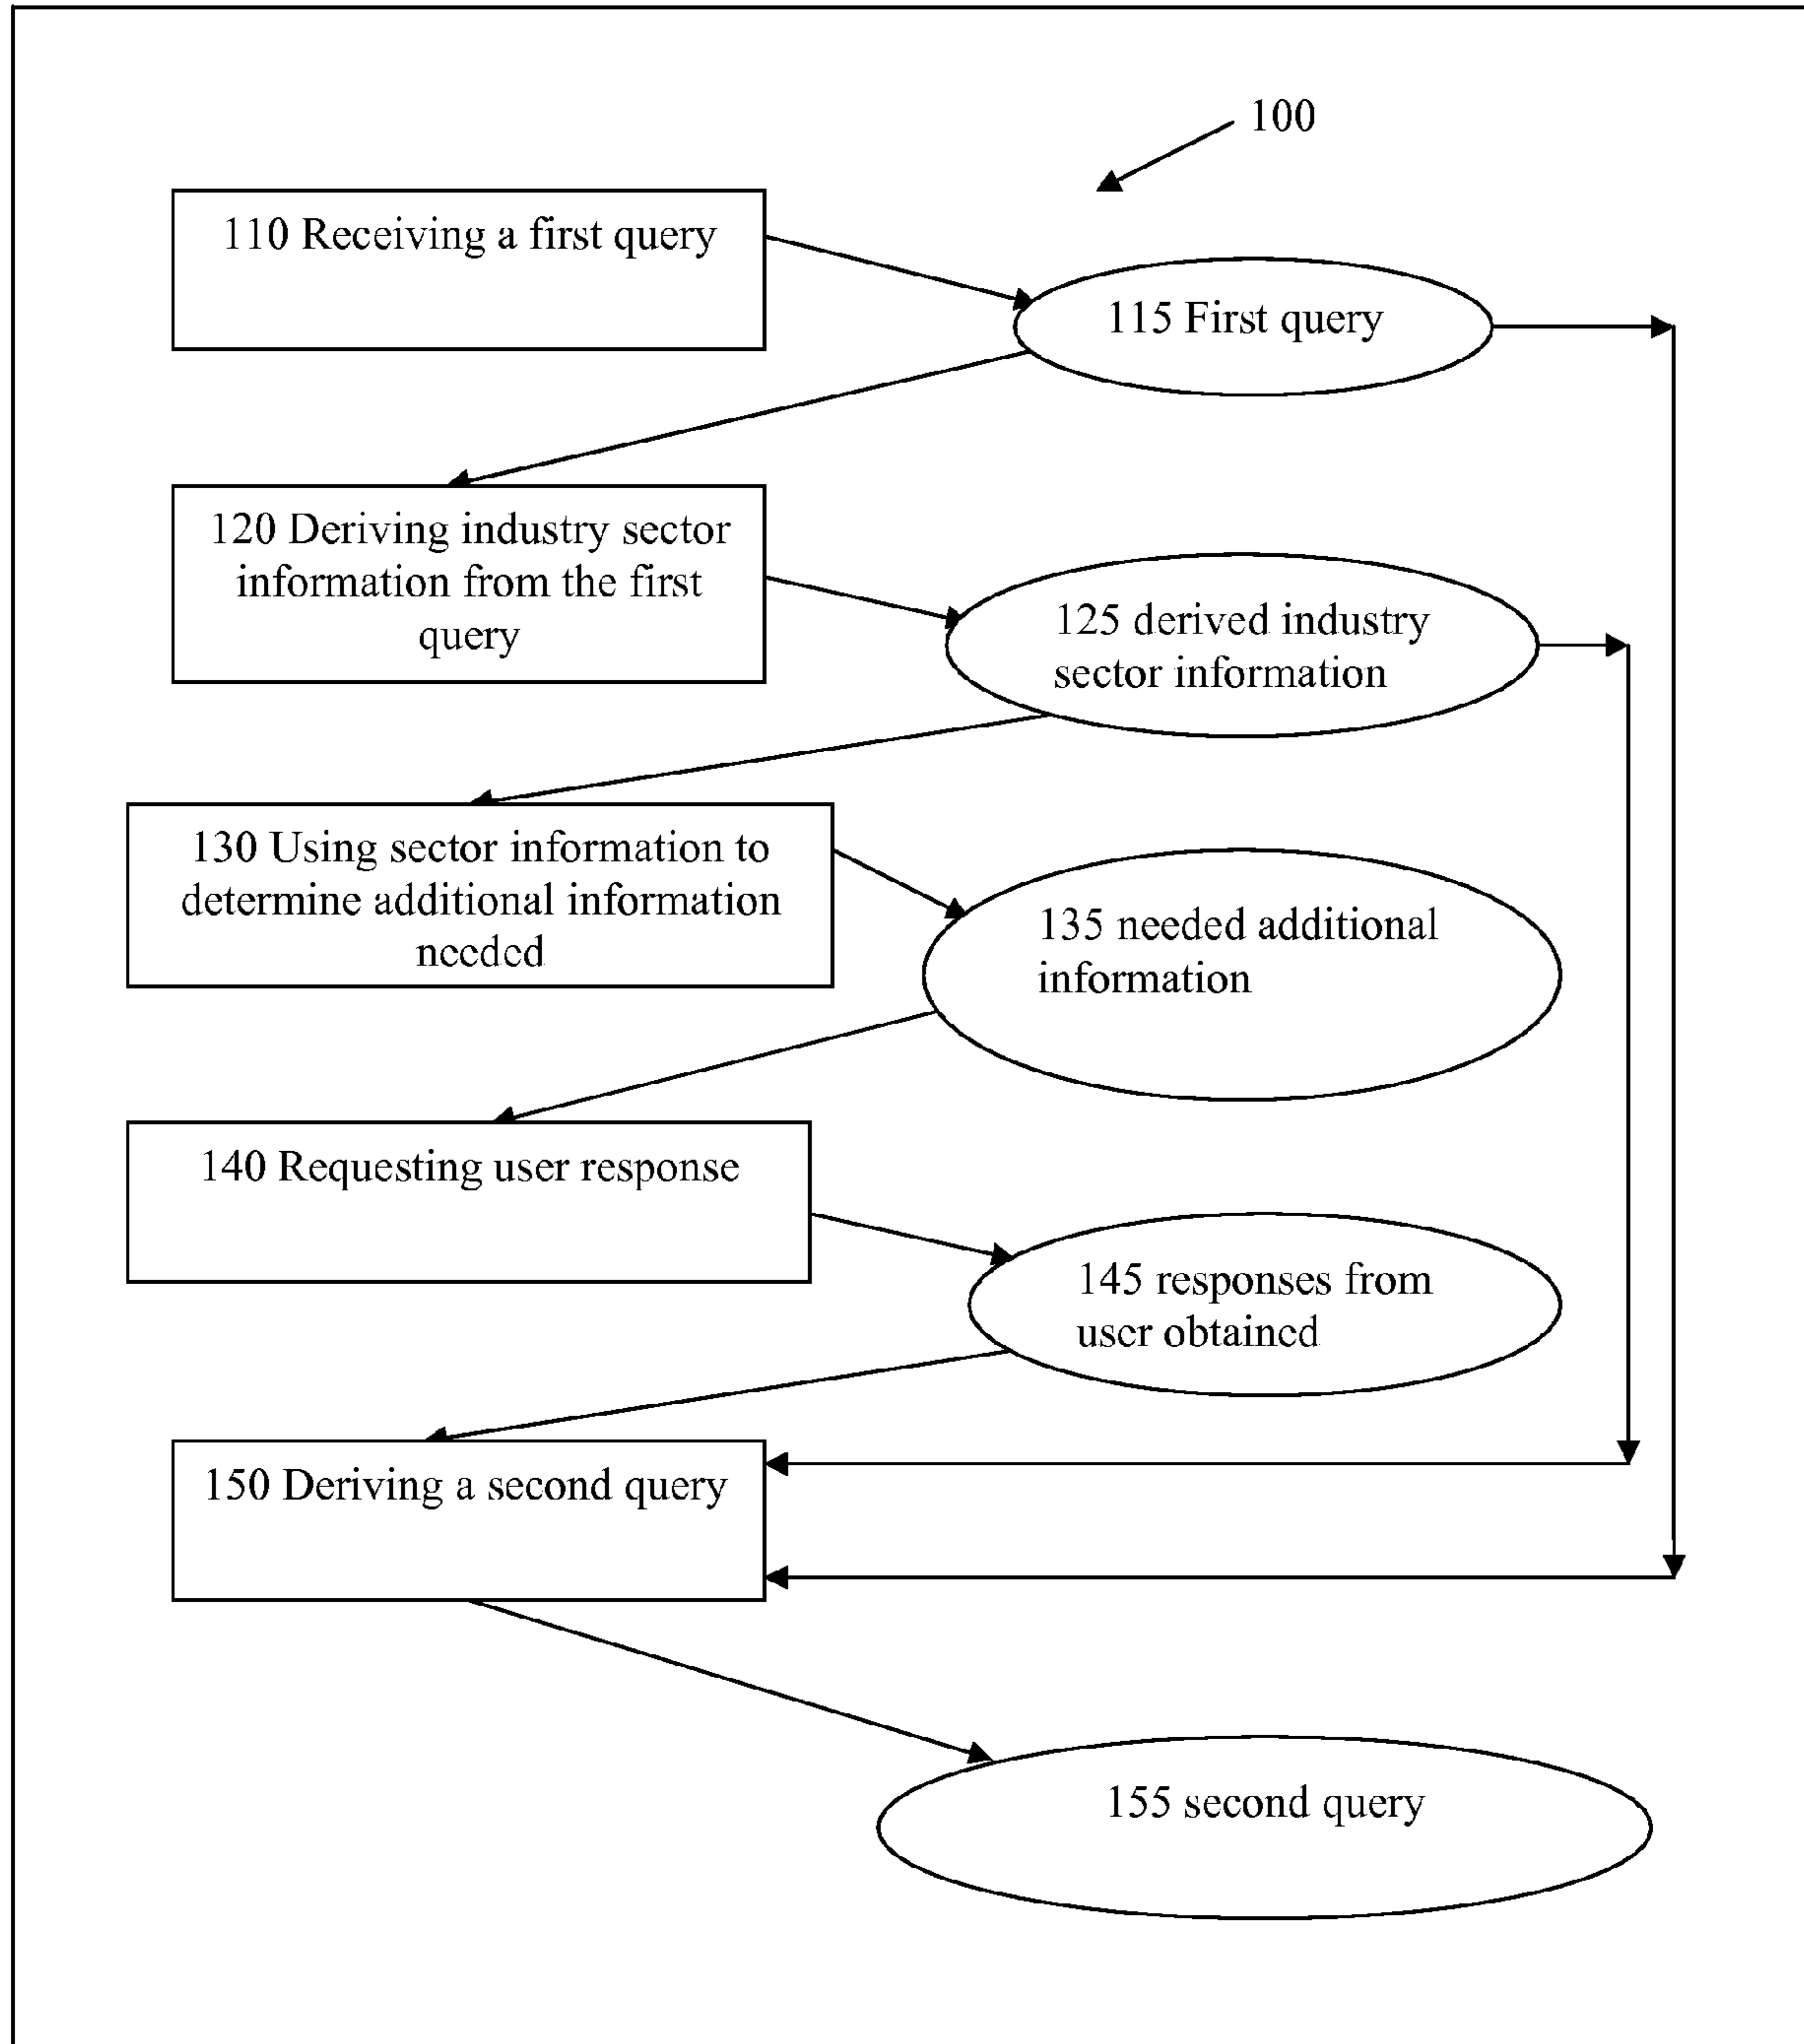 100
110 Receiving a first query
115 First query
120 Deriving industry sector
information from the first
query
125 derived industry
sector information
130 Using sector information to
determine additional information
needed
135 needed additional
information
140 Requesting user response
145 responses from
user obtained
150 Deriving a second query
155 second query